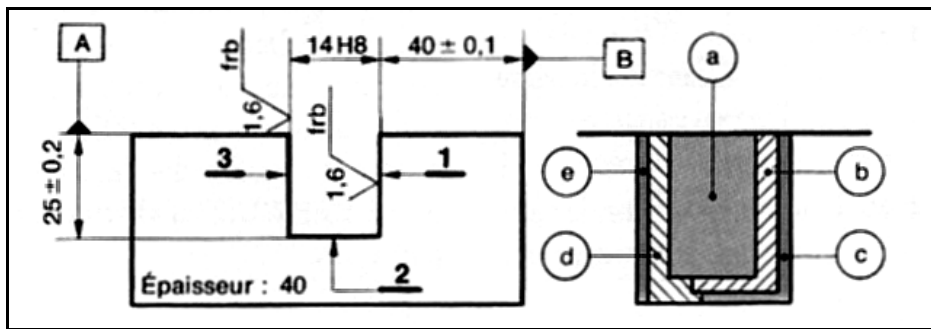 A
frb
1,6
14 H8
40 ± 0,1
B
a
25 ± 0,2
3
frb
1,6
1
e
b
d
c
Épaisseur : 40
2